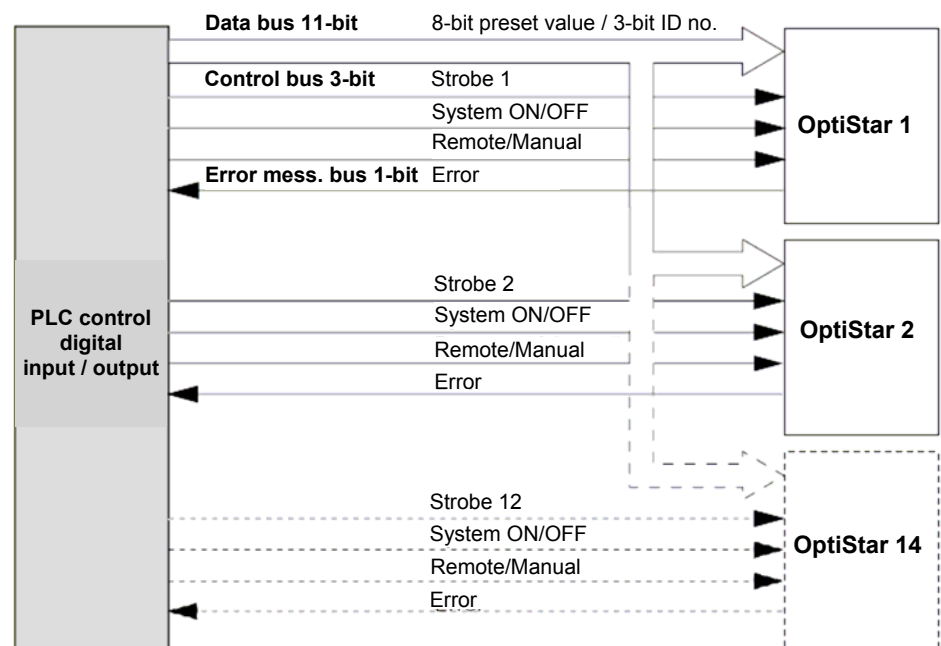 Data bus 11-bit 8-bit preset value / 3-bit ID no.
Control bus 3-bit Strobe 1
System ON/OFF
Remote/Manual
Error mess. bus 1-bit Error
OptiStar 1
Strobe 2
System ON/OFF
Remote/Manual
Error
OptiStar 2
PLC control
digital
input / output
Strobe 12
System ON/OFF
Remote/Manual
Error
OptiStar 14